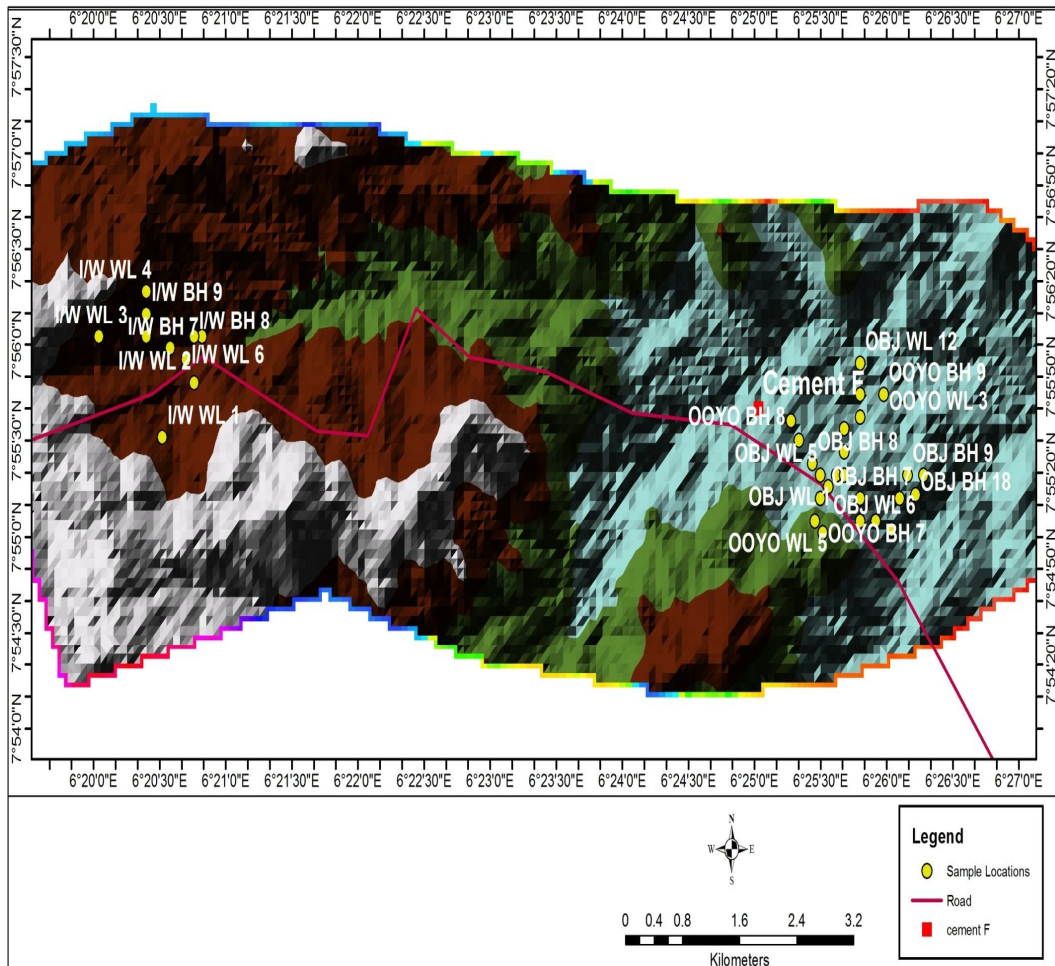 6°20'0"E 6°20'30"E 6°21'0"E 6°21'30"E 6°22'0"E 6°22'30"E 6°23'0"E 6°23'30"E 6°24'0"E 6°24'30"E 6°25'0"E 6°25'30"E 6°26'0"E 6°26'30"E 6°27'0"E
7°57'30"N
7°57'0"N
7°56'30"N
7°56'0"N
7°55'30"N
7°55'0"N
7°54'30"N
7°54'0"N
I/W WL 4
I/W BH 9
I/W WL 3
I/W BH 7
I/W BH 8
I/W WL 2
I/W WL 6
I/W WL 1
OBJ WL 12
Cement F
OOYO BH 9
OOYO WL 3
OOYO BH 8
OBJ WL 5
OBJ BH 8
OBJ BH 9
OBJ BH 7
OBJ BH 18
OBJ WL
OBJ WL 6
OOYO WL 5
OOYO BH 7
7°57'20"N
7°56'50"N
7°56'20"N
7°55'50"N
7°55'20"N
7°54'50"N
7°54'20"N
6°20'0"E 6°20'30"E 6°21'0"E 6°21'30"E 6°22'0"E 6°22'30"E 6°23'0"E 6°23'30"E 6°24'0"E 6°24'30"E 6°25'0"E 6°25'30"E 6°26'0"E 6°26'30"E 6°27'0"E
N
W E
S
0 0.4 0.8 1.6 2.4 3.2
Kilometers
Legend
Sample Locations
Road
cement F